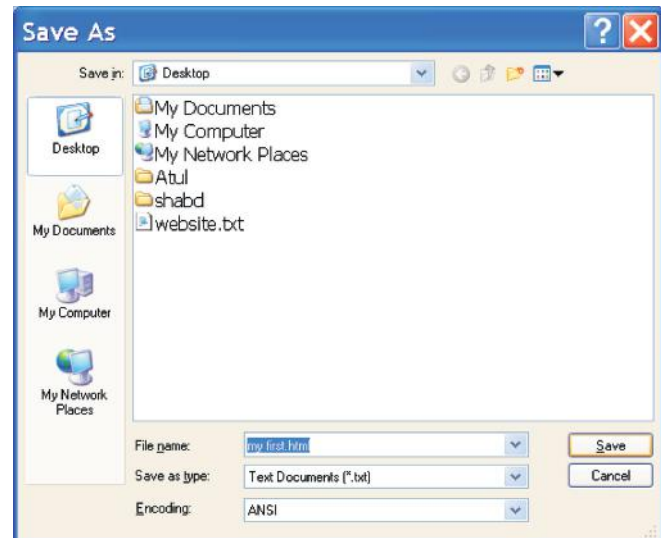 Save As
Save in: Desktop
Desktop
My Documents
My Computer
My Network
Places
My Documents
My Computer
My Network Places
Atul
shabd
website.txt
File name: my first.html
Save as type: Text Documents (*.txt)
Encoding: ANSI
Save
Cancel